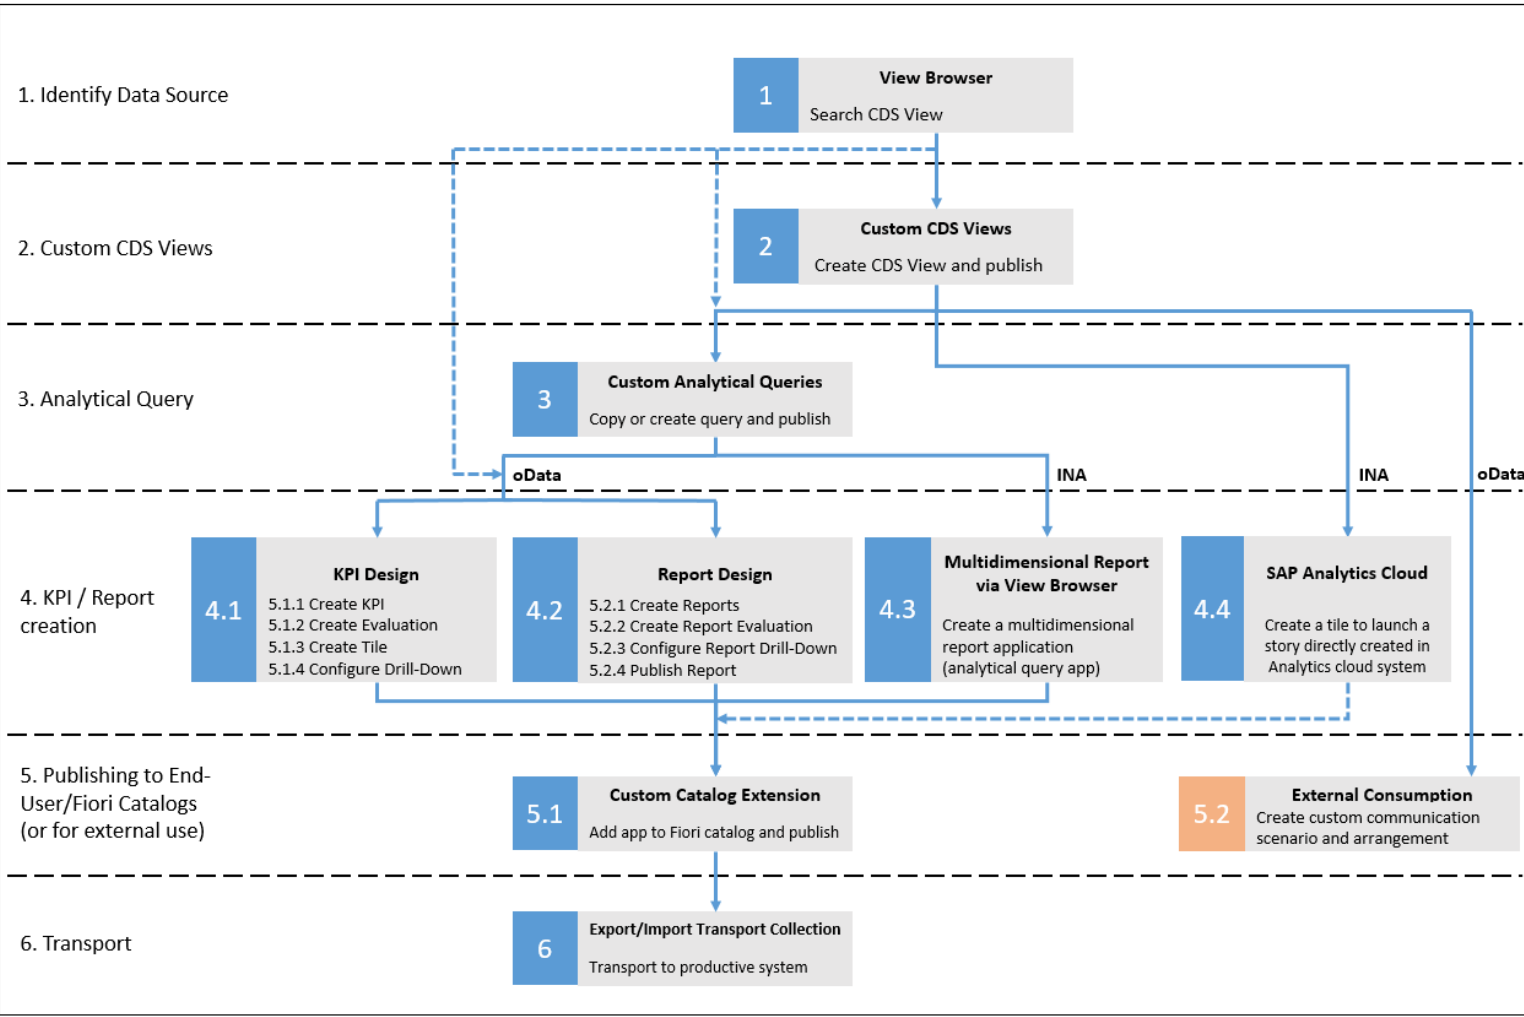 1. Identify Data Source
1
View Browser
Search CDS View
2. Custom CDS Views
2
Custom CDS Views
Create CDS View and publish
3. Analytical Query
3
Custom Analytical Queries
Copy or create query and publish
oData
INA
INA
oData
4. KPI / Report
creation
4.1
KPI Design
5.1.1 Create KPI
5.1.2 Create Evaluation
5.1.3 Create Tile
5.1.4 Configure Drill-Down
4.2
Report Design
5.2.1 Create Reports
5.2.2 Create Report Evaluation
5.2.3 Configure Report Drill-Down
5.2.4 Publish Report
4.3
Multidimensional Report
via View Browser
Create a multidimensional
report application
(analytical query app)
4.4
SAP Analytics Cloud
Create a tile to launch a
story directly created in
Analytics cloud system
5. Publishing to End-
User/Fiori Catalogs
(or for external use)
5.1
Custom Catalog Extension
Add app to Fiori catalog and publish
5.2
External Consumption
Create custom communication
scenario and arrangement
6. Transport
6
Export/Import Transport Collection
Transport to productive system